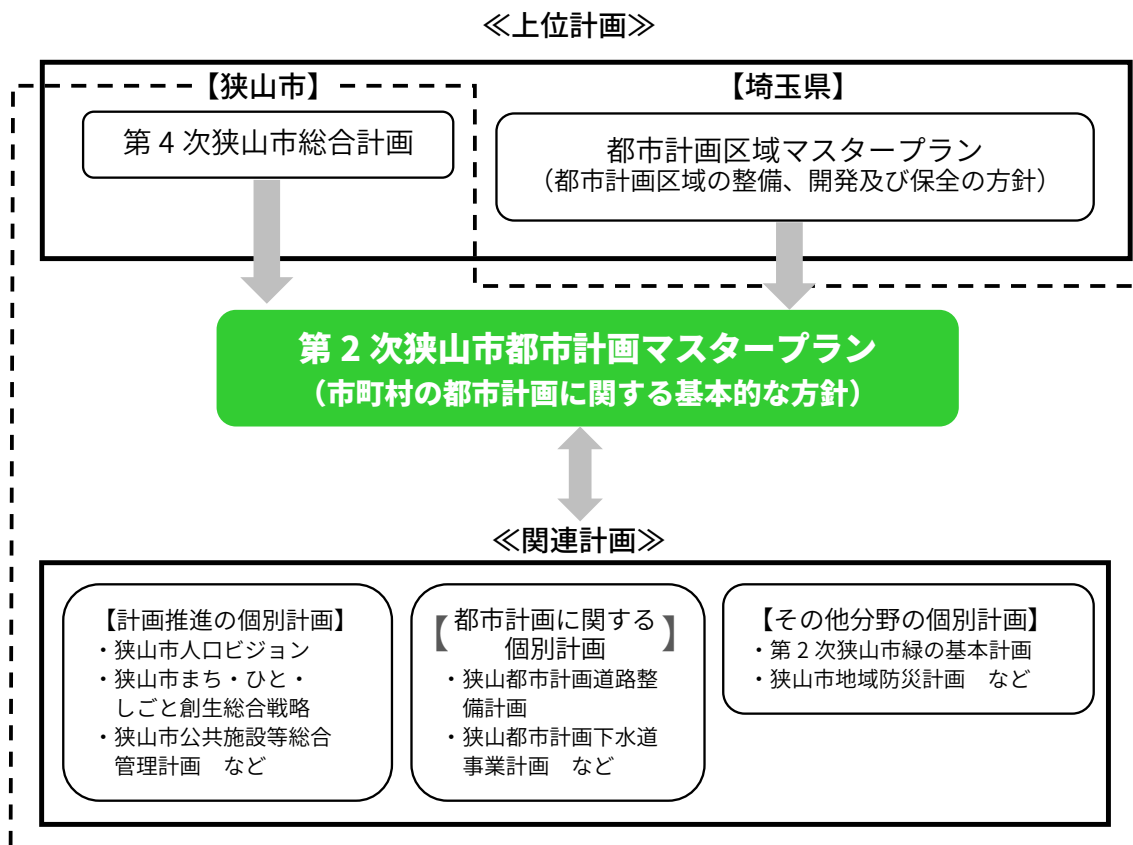 ≪上位計画≫
【狭山市】
第4次狭山市総合計画
【埼玉県】
都市計画区域マスタープラン
（都市計画区域の整備、開発及び保全の方針）
第2次狭山市都市計画マスタープラン
（市町村の都市計画に関する基本的な方針）
≪関連計画≫
【計画推進の個別計画】
・狭山市人口ビジョン
・狭山市まち・ひと・
しごと創生総合戦略
・狭山市公共施設等総合
管理計画　など
【都市計画に関する
個別計画】
・狭山都市計画道路整
備計画
・狭山都市計画下水道
事業計画　など
【その他分野の個別計画】
・第2次狭山市緑の基本計画
・狭山市地域防災計画　など